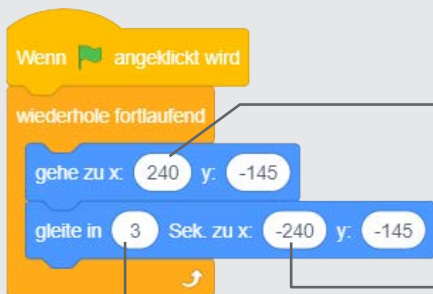 Wenn angeklickt wird
wiederhole fortlaufend
gehe zu x: 240 y: -145
gleite in 3 Sek. zu x: -240 y: -145